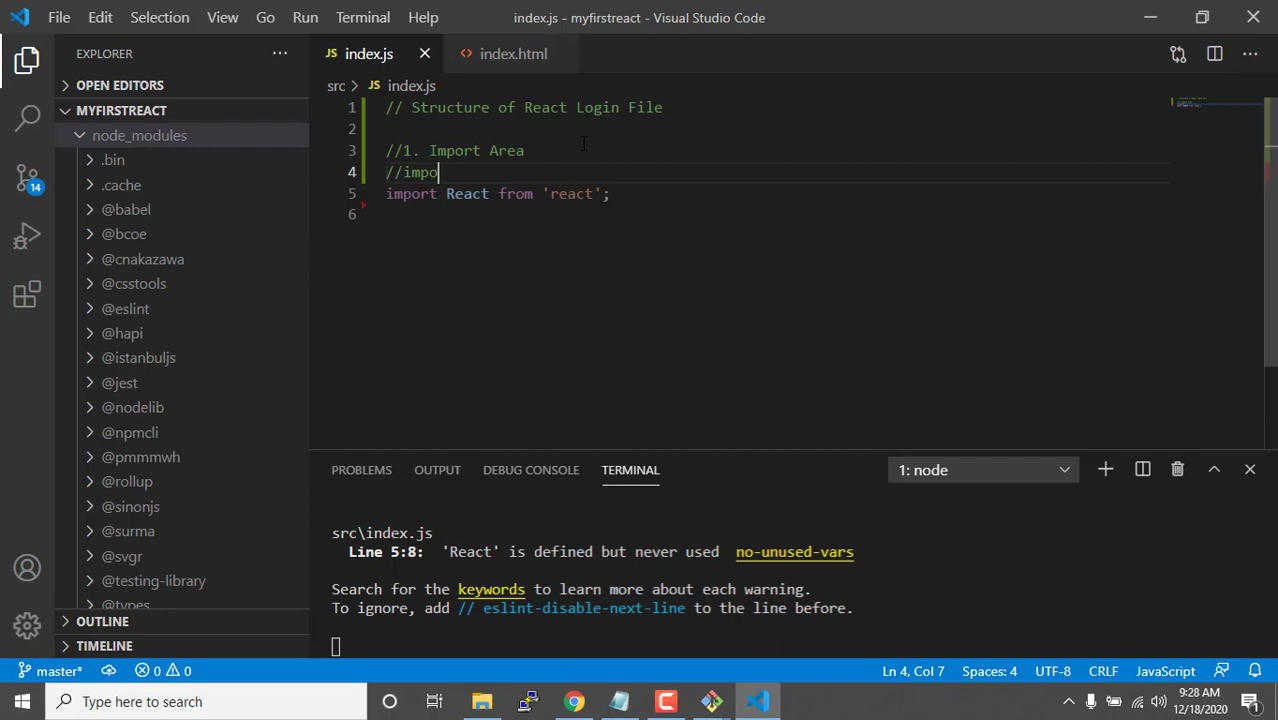 File Edit Selection View Go Run Terminal Help
index.js - myfirstreact - Visual Studio Code
EXPLORER
OPEN EDITORS
MYFIRSTREACT
node_modules
.bin
.cache
@babel
@bcoe
@cnakazawa
@csstools
@eslint
@hapi
@istanbuljs
@jest
@nodelib
@npmcli
@pmmmwh
@rollup
@sinonjs
@surma
@svgr
@testing-library
@types
OUTLINE
TIMELINE
14
JS index.js
<> index.html
src > JS index.js
1 // Structure of React Login File
2
3 //1. Import Area
4 //impo
5 import React from 'react';
6
PROBLEMS OUTPUT DEBUG CONSOLE TERMINAL
1: node
src\index.js
Line 5:8: 'React' is defined but never used no-unused-vars
Search for the keywords to learn more about each warning.
To ignore, add // eslint-disable-next-line to the line before.
master* 0 0
Ln 4, Col 7 Spaces: 4 UTF-8 CRLF JavaScript
Type here to search
9:28 AM
12/18/2020
1